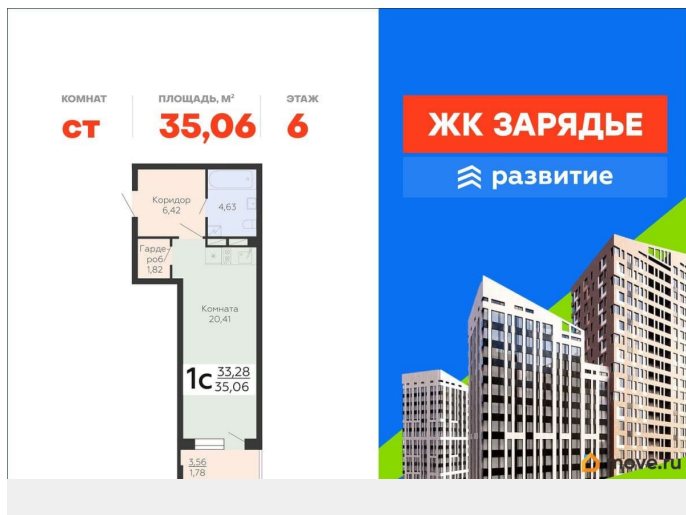 КОМНАТ
ПЛОЩАДЬ, М²
ЭТАЖ
ст
35,06
6
Коридор
6,42
4,63
Гарде-
роб
1,82
Комната
20,41
1с
33,28
35,06
3,56
1,78
ЖК ЗАРЯДЬЕ
развитие
move.ru